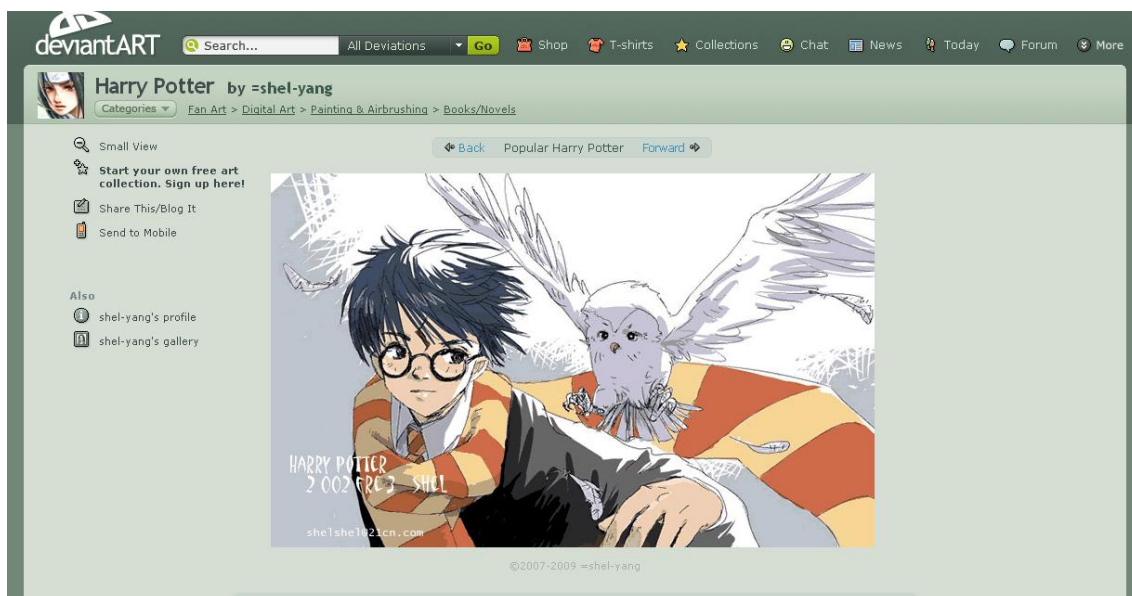 deviantART Search... All Deviations Go Shop T-shirts Collections Chat News Today Forum More
Harry Potter by =shel-yang
Categories Fan Art > Digital Art > Painting & Airbrushing > Books/Novels
Small View
Back Popular Harry Potter Forward
Start your own free art
collection. Sign up here!
Share This/Blog It
Send to Mobile
Also
shel-yang's profile
shel-yang's gallery
HARRY POTTER
2002 SHEL
©2007-2009 =shel-yang